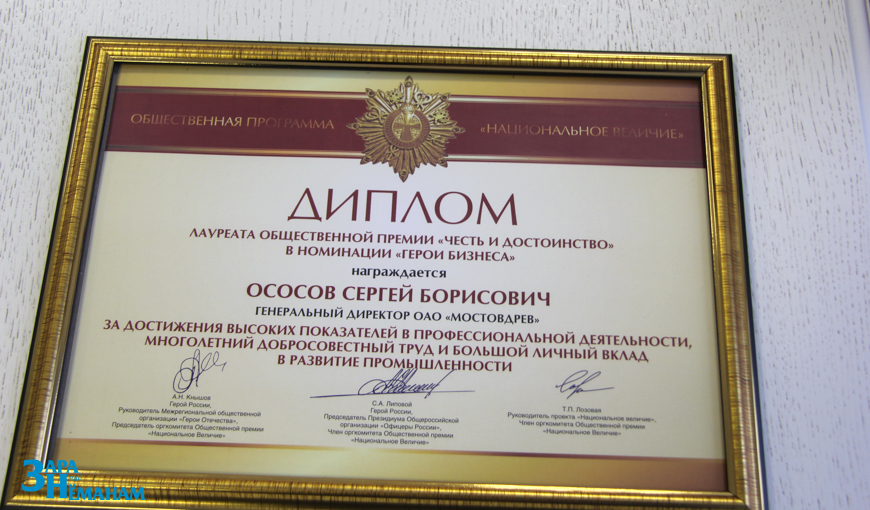 ОБЩЕСТВЕННАЯ ПРОГРАММА «НАЦИОНАЛЬНОЕ ВЕЛИЧИЕ»
ДИПЛОМ
ЛАУРЕАТА ОБЩЕСТВЕННОЙ ПРЕМИИ «ЧЕСТЬ И ДОСТОИНСТВО»
В НОМИНАЦИИ «ГЕРОИ БИЗНЕСА»
награждается
ОСОСОВ СЕРГЕЙ БОРИСОВИЧ
ГЕНЕРАЛЬНЫЙ ДИРЕКТОР ОАО «МОСТОВДРЕВ»
ЗА ДОСТИЖЕНИЯ ВЫСОКИХ ПОКАЗАТЕЛЕЙ В ПРОФЕССИОНАЛЬНОЙ ДЕЯТЕЛЬНОСТИ,
МНОГОЛЕТНИЙ ДОБРОСОВЕСТНЫЙ ТРУД И БОЛЬШОЙ ЛИЧНЫЙ ВКЛАД
В РАЗВИТИЕ ПРОМЫШЛЕННОСТИ
А.Н. Кнышов
Герой России,
Руководитель Межрегиональной общественной
организации «Герои Отечества»,
Председатель оргкомитета Общественной премии
«Национальное Величие»
С.А. Липовой
Герой России,
Председатель Президиума Общероссийской
организации «Офицеры России»,
Член оргкомитета Общественной премии
«Национальное Величие»
Т.П. Лозовая
Руководитель проекта «Национальное величие»,
Член оргкомитета Общественной премии
«Национальное Величие»
ЗАРА
НАД
НЕМАНАМ